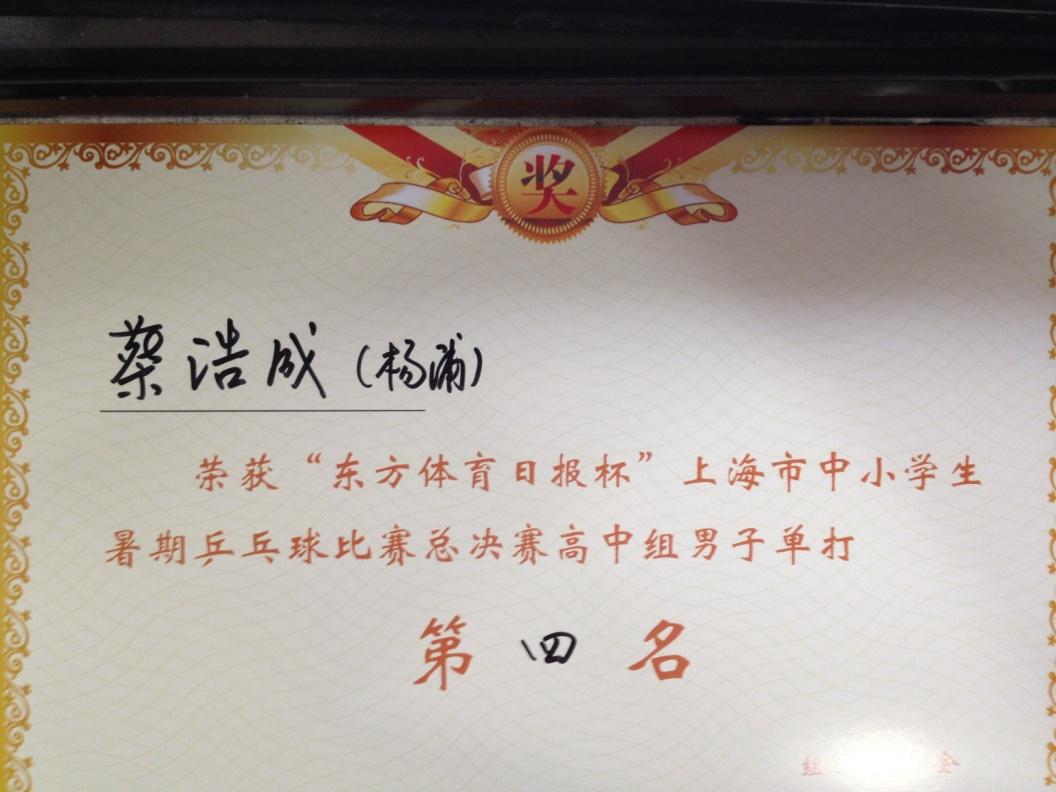 奖
蔡浩成（杨浦）
荣获“东方体育日报杯”上海市中小学生
暑期乒乓球比赛总决赛高中组男子单打
第四名
组 会